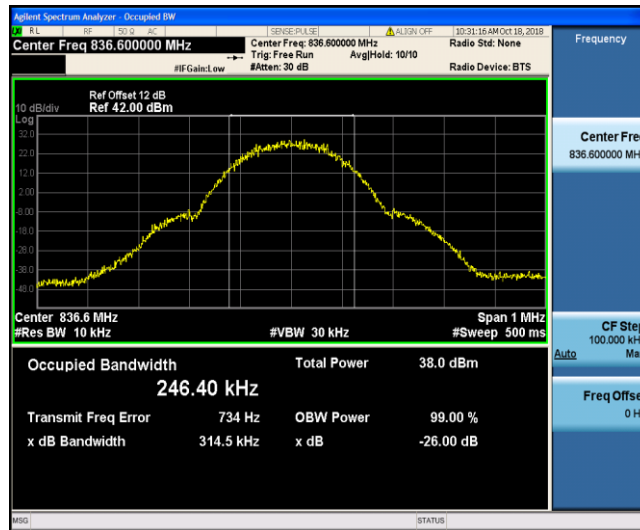 Agilent Spectrum Analyzer - Occupied BW
RL RF 50 Ω AC SENSE:PULSE ALIGN OFF 10:31:16 AM Oct 18, 2018
Center Freq 836.600000 MHz Center Freq: 836.600000 MHz Radio Std: None Frequency
Trig: Free Run Avg|Hold: 10/10
#IFGain:Low #Atten: 30 dB Radio Device: BTS
Ref Offset 12 dB
10 dB/div Ref 42.00 dBm
Log
32.0
22.0
12.0
2.00
-8.00
-18.0
-28.0
-38.0
-48.0
Center Fre
836.600000 MH
Center 836.6 MHz Span 1 MHz
#Res BW 10 kHz #VBW 30 kHz #Sweep 500 ms
CF Step
100.000 kH
Auto Ma
Occupied Bandwidth Total Power 38.0 dBm
246.40 kHz
Transmit Freq Error 734 Hz OBW Power 99.00 %
x dB Bandwidth 314.5 kHz x dB -26.00 dB
Freq Offse
0 H
MSG STATUS